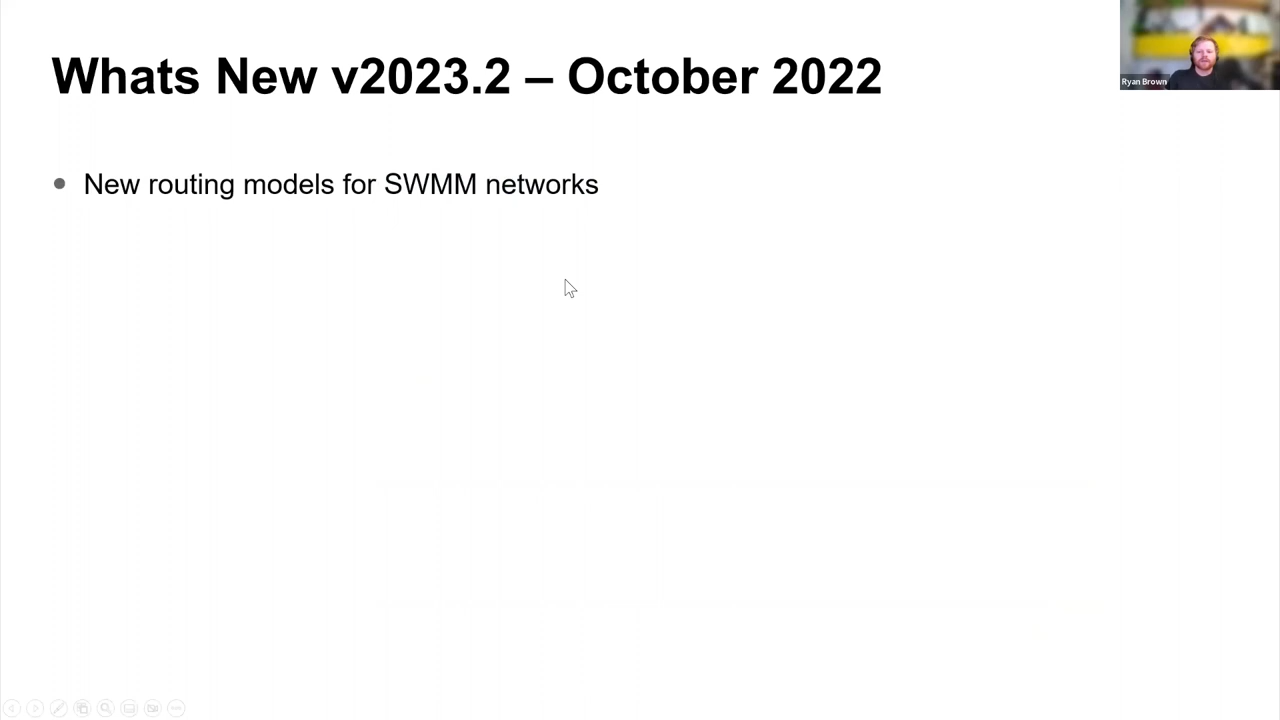 Whats New v2023.2 – October 2022
Ryan Brown
New routing models for SWMM networks